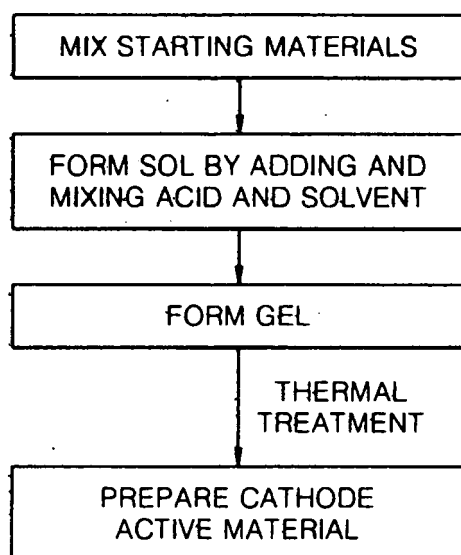 MIX STARTING MATERIALS
FORM SOL BY ADDING AND
MIXING ACID AND SOLVENT
FORM GEL
THERMAL
TREATMENT
PREPARE CATHODE
ACTIVE MATERIAL